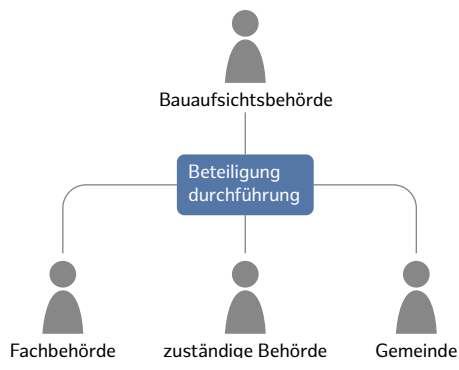 Bauaufsichtsbehörde
Beteiligung
durchführung
Fachbehörde
zuständige Behörde
Gemeinde